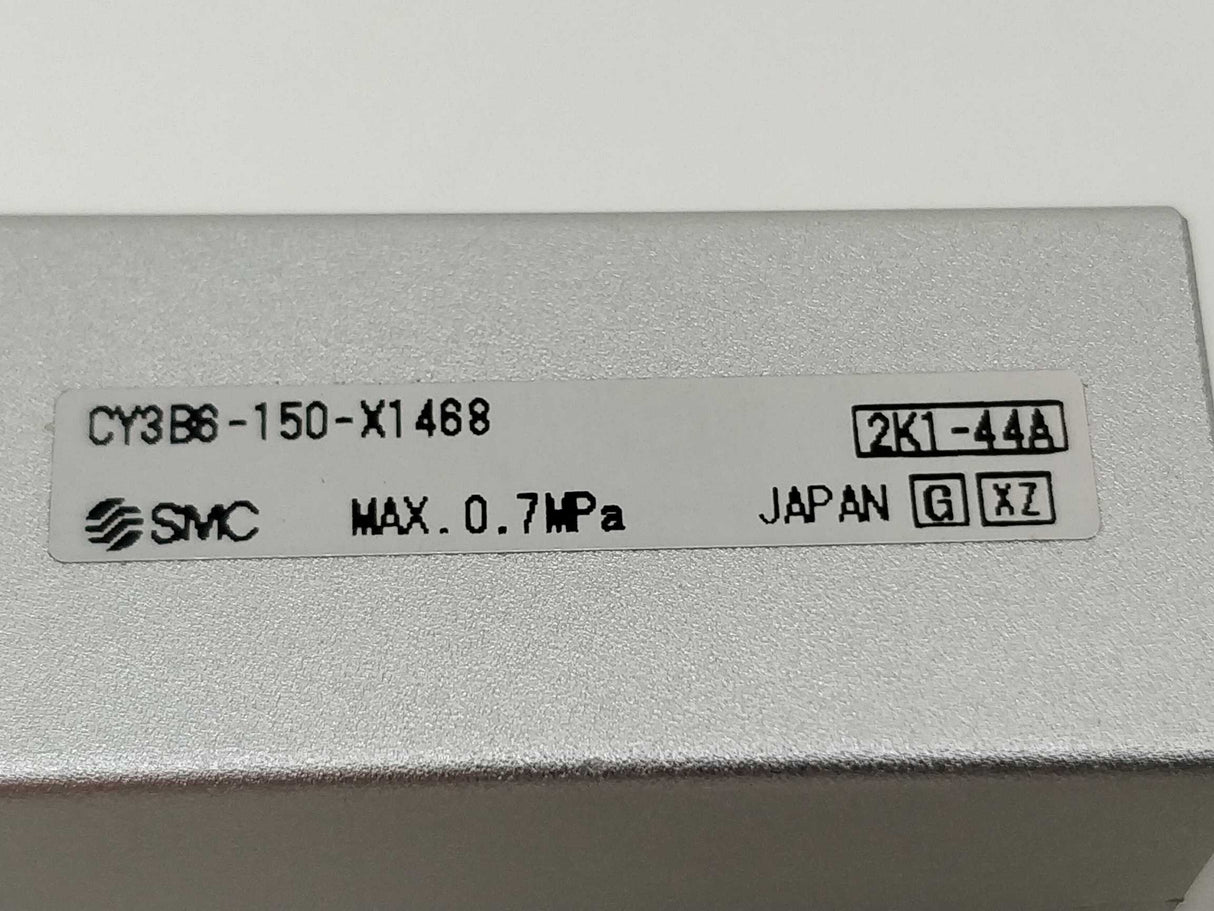 CY3B6-150-X1468 2K1-44A
SMC MAX.0.7MPa JAPAN G XZ